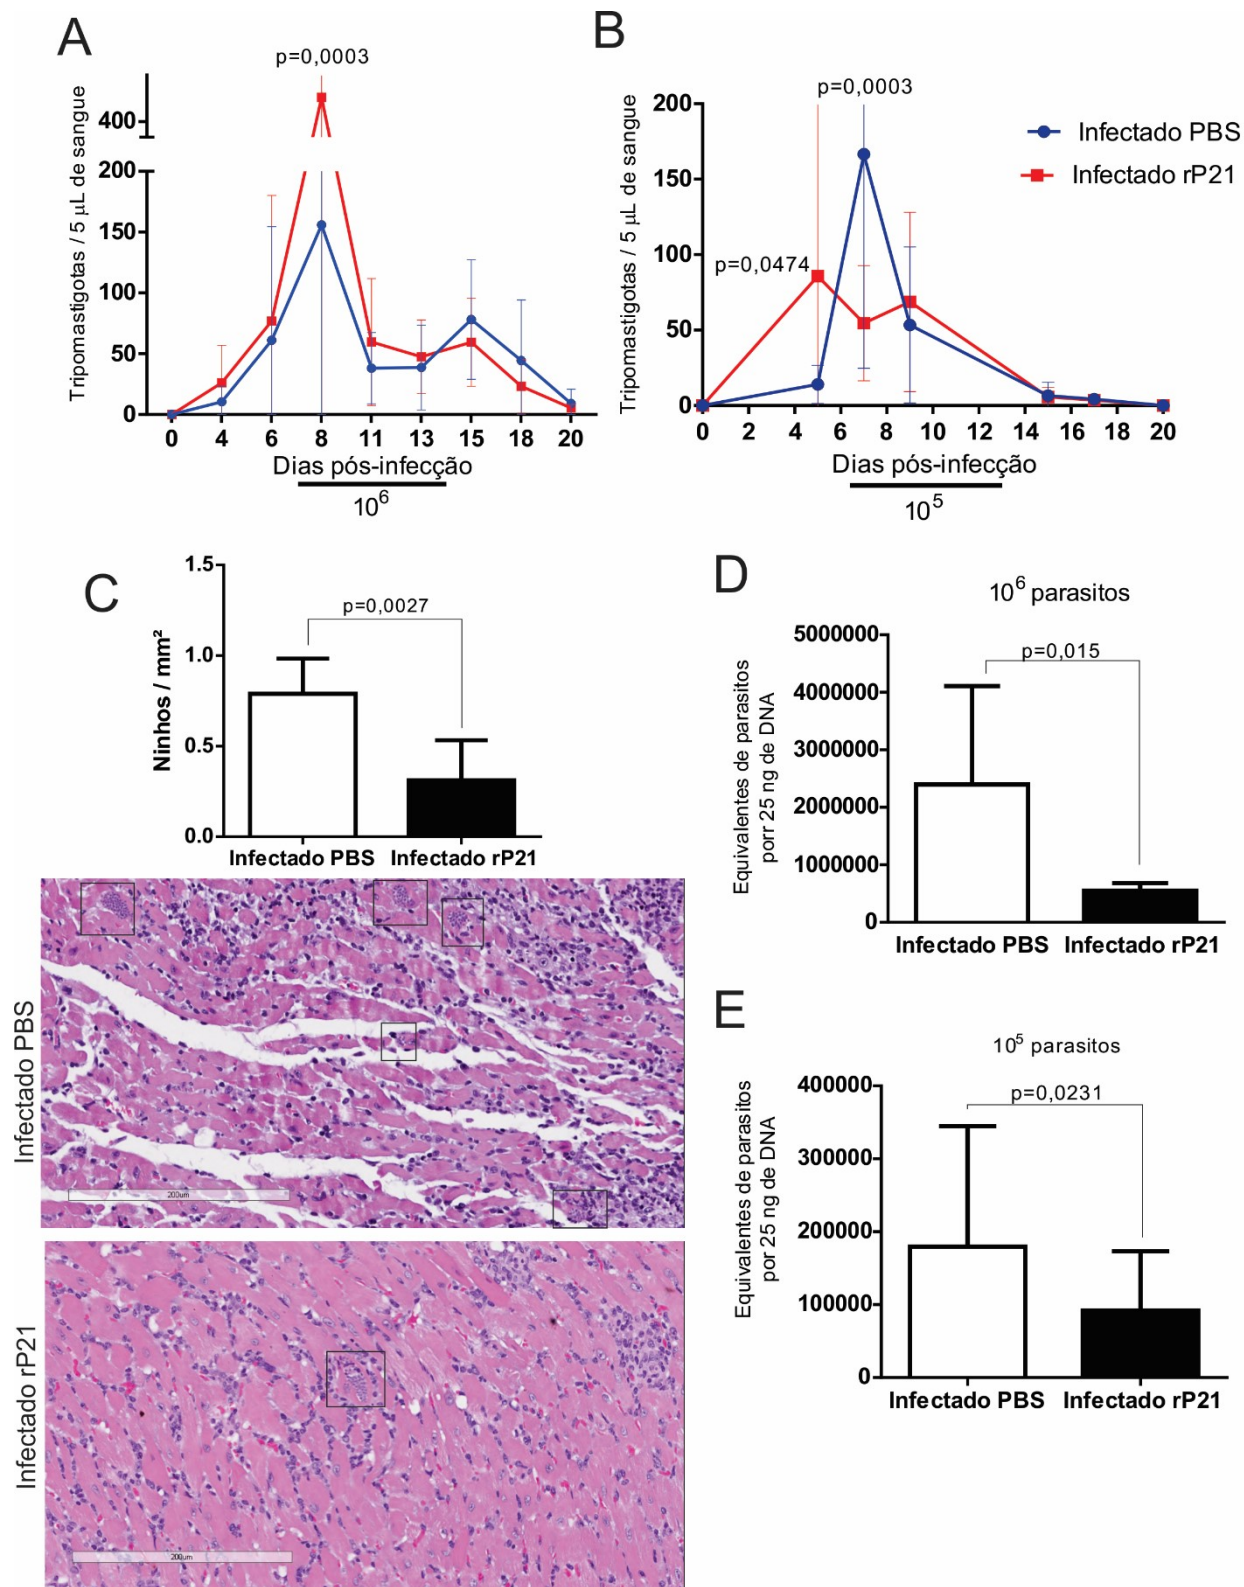 A
p=0,0003
Tripomastigotas / 5 µL de sangue
400
200
150
100
50
0
0 4 6 8 11 13 15 18 20
Dias pós-infecção
10⁶
B
p=0,0003
p=0,0474
Tripomastigotas / 5 µL de sangue
200
150
100
50
0
0 2 4 6 8 10 12 14 16 18 20
Dias pós-infecção
10⁵
Infectado PBS
Infectado rP21
C
Ninhos / mm²
1.5
1.0
0.5
0.0
p=0,0027
Infectado PBS Infectado rP21
Infectado PBS
200um
Infectado rP21
200um
D
10⁶ parasitos
Equivalentes de parasitos
porr 25 ng de DNA
5000000
4000000
3000000
2000000
1000000
0
p=0,015
Infectado PBS Infectado rP21
E
10⁵ parasitos
Equivalentes de parasitos
por 25 ng de DNA
400000
300000
200000
100000
0
p=0,0231
Infectado PBS Infectado rP21